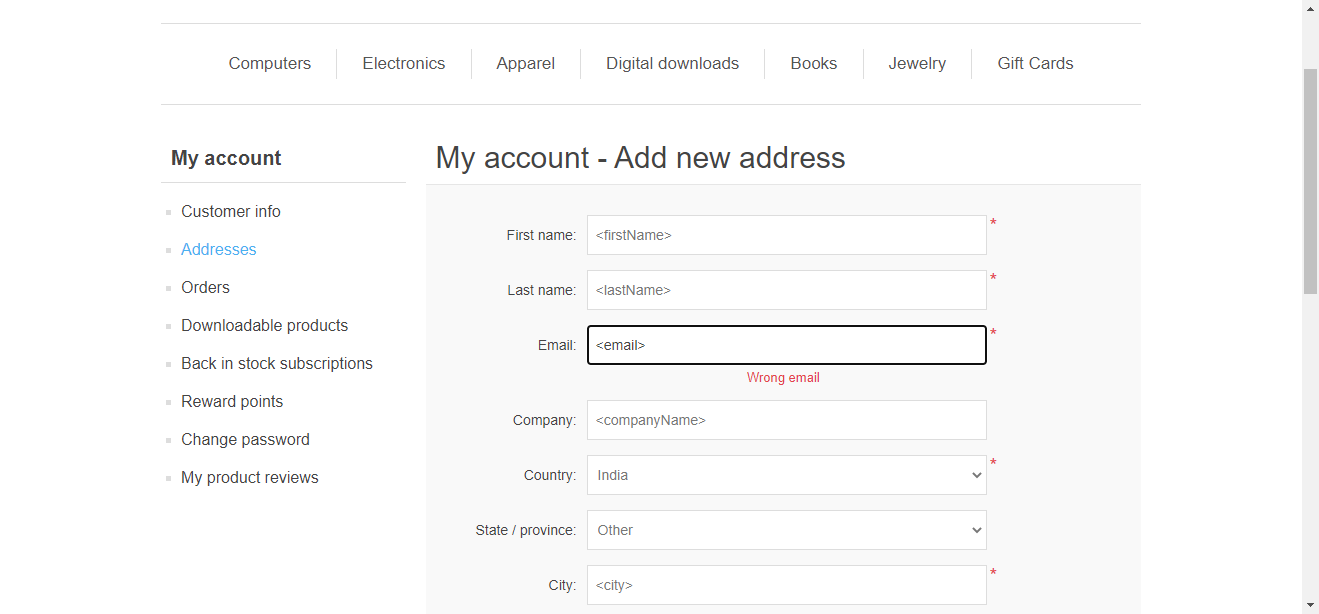 Computers
Electronics
Apparel
Digital downloads
Books
Jewelry
Gift Cards
My account
Customer info
Addresses
Orders
Downloadable products
Back in stock subscriptions
Reward points
Change password
My product reviews
My account - Add new address
First name: <firstName> *
Last name: <lastName> *
Email: <email> *
Wrong email
Company: <companyName>
Country: India *
State / province: Other
City: <city> *